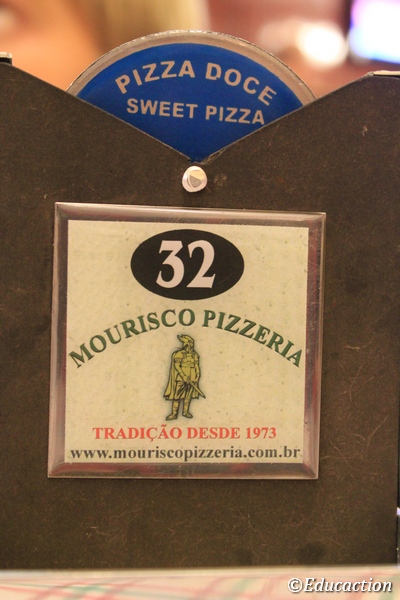 PIZZA DOCE
SWEET PIZZA
32
MOURISCO PIZZERIA
TRADIÇÃO DESDE 1973
www.mouriscopizzeria.com.br
©Educaction